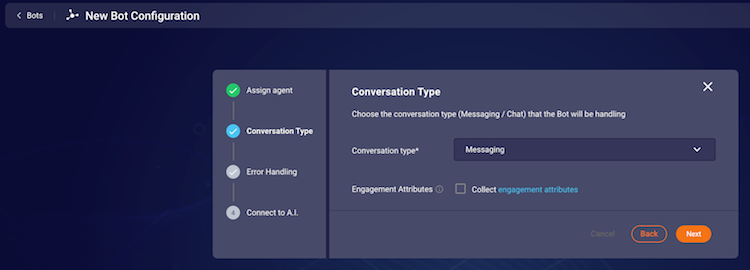 Bots
New Bot Configuration
Assign agent
Conversation Type
Error Handling
4 Connect to A.I.
Conversation Type
Choose the conversation type (Messaging / Chat) that the Bot will be handling
Conversation type* Messaging
Engagement Attributes Collect engagement attributes
Cancel Back Next